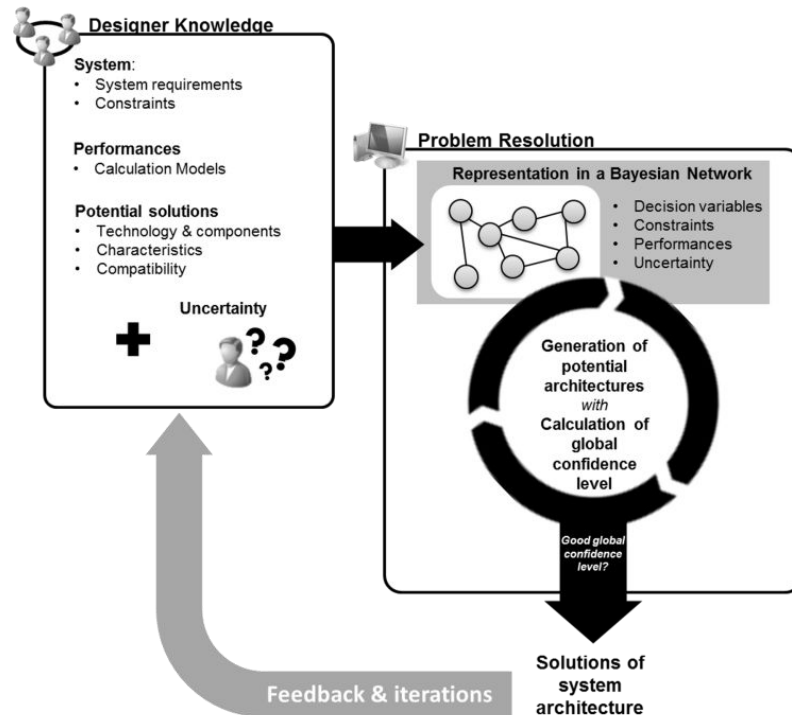 Designer Knowledge
System:
• System requirements
• Constraints
Performances
• Calculation Models
Potential solutions
• Technology & components
• Characteristics
• Compatibility
Uncertainty
? ? ? ?
Problem Resolution
Representation in a Bayesian Network
• Decision variables
• Constraints
• Performances
• Uncertainty
Generation of
potential
architectures
with
Calculation of
global
confidence
level
Good global
confidence
level?
Solutions of
system
architecture
Feedback & iterations